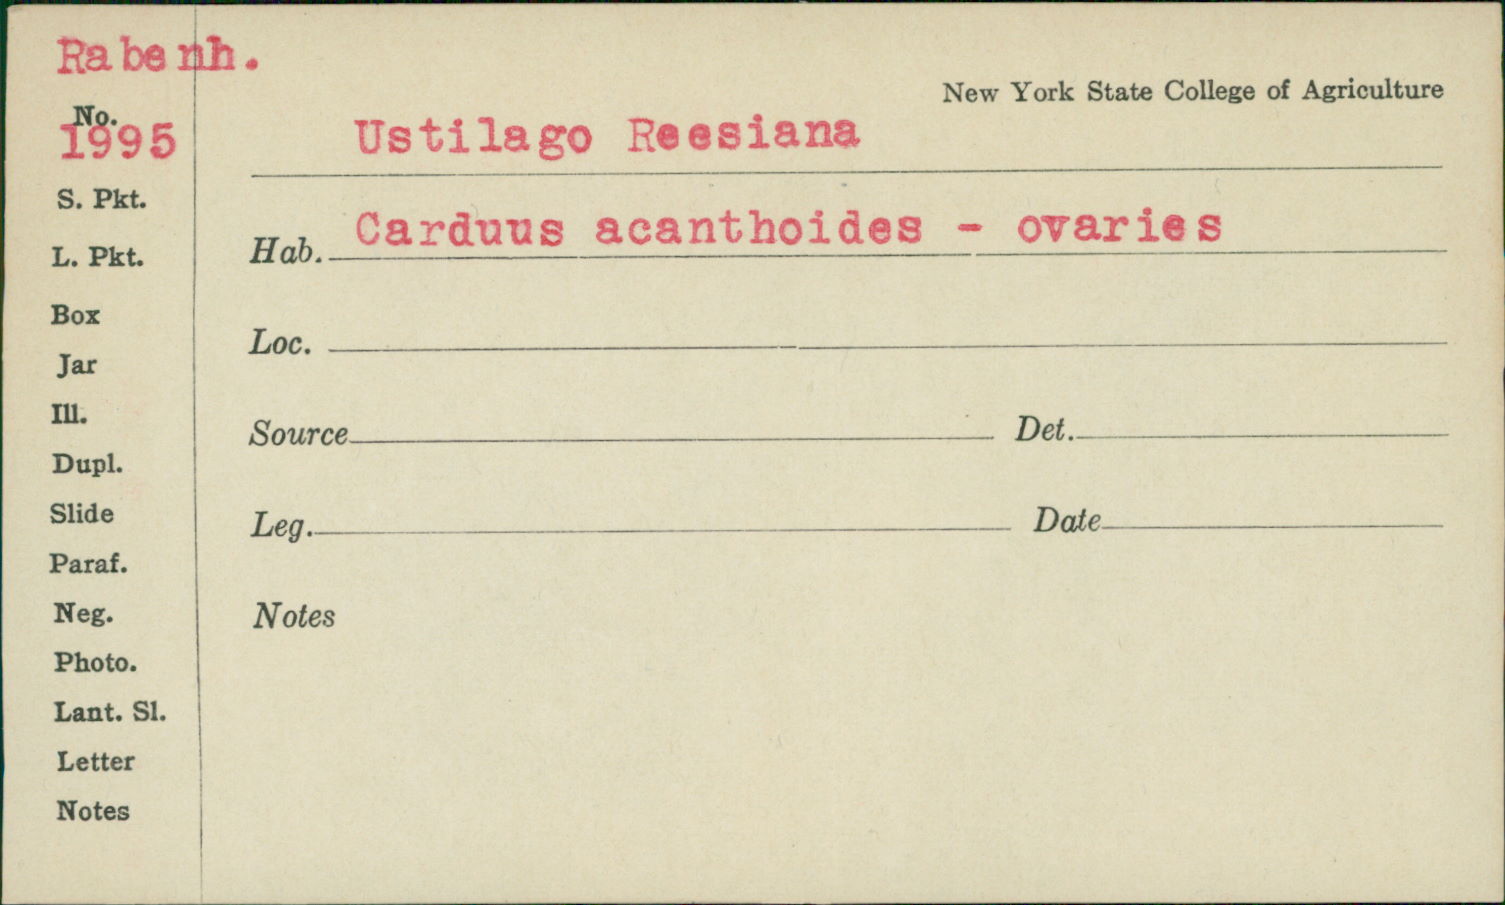 Rabenh.
New York State College of Agriculture
No.
1995
Ustilago Reesiana
S. Pkt.
Hab. Carduus acanthoides - ovaries
L. Pkt.
Box
Loc.
Jar
Ill.
Source Det.
Dupl.
Slide
Leg. Date
Paraf.
Neg.
Notes
Photo.
Lant. Sl.
Letter
Notes